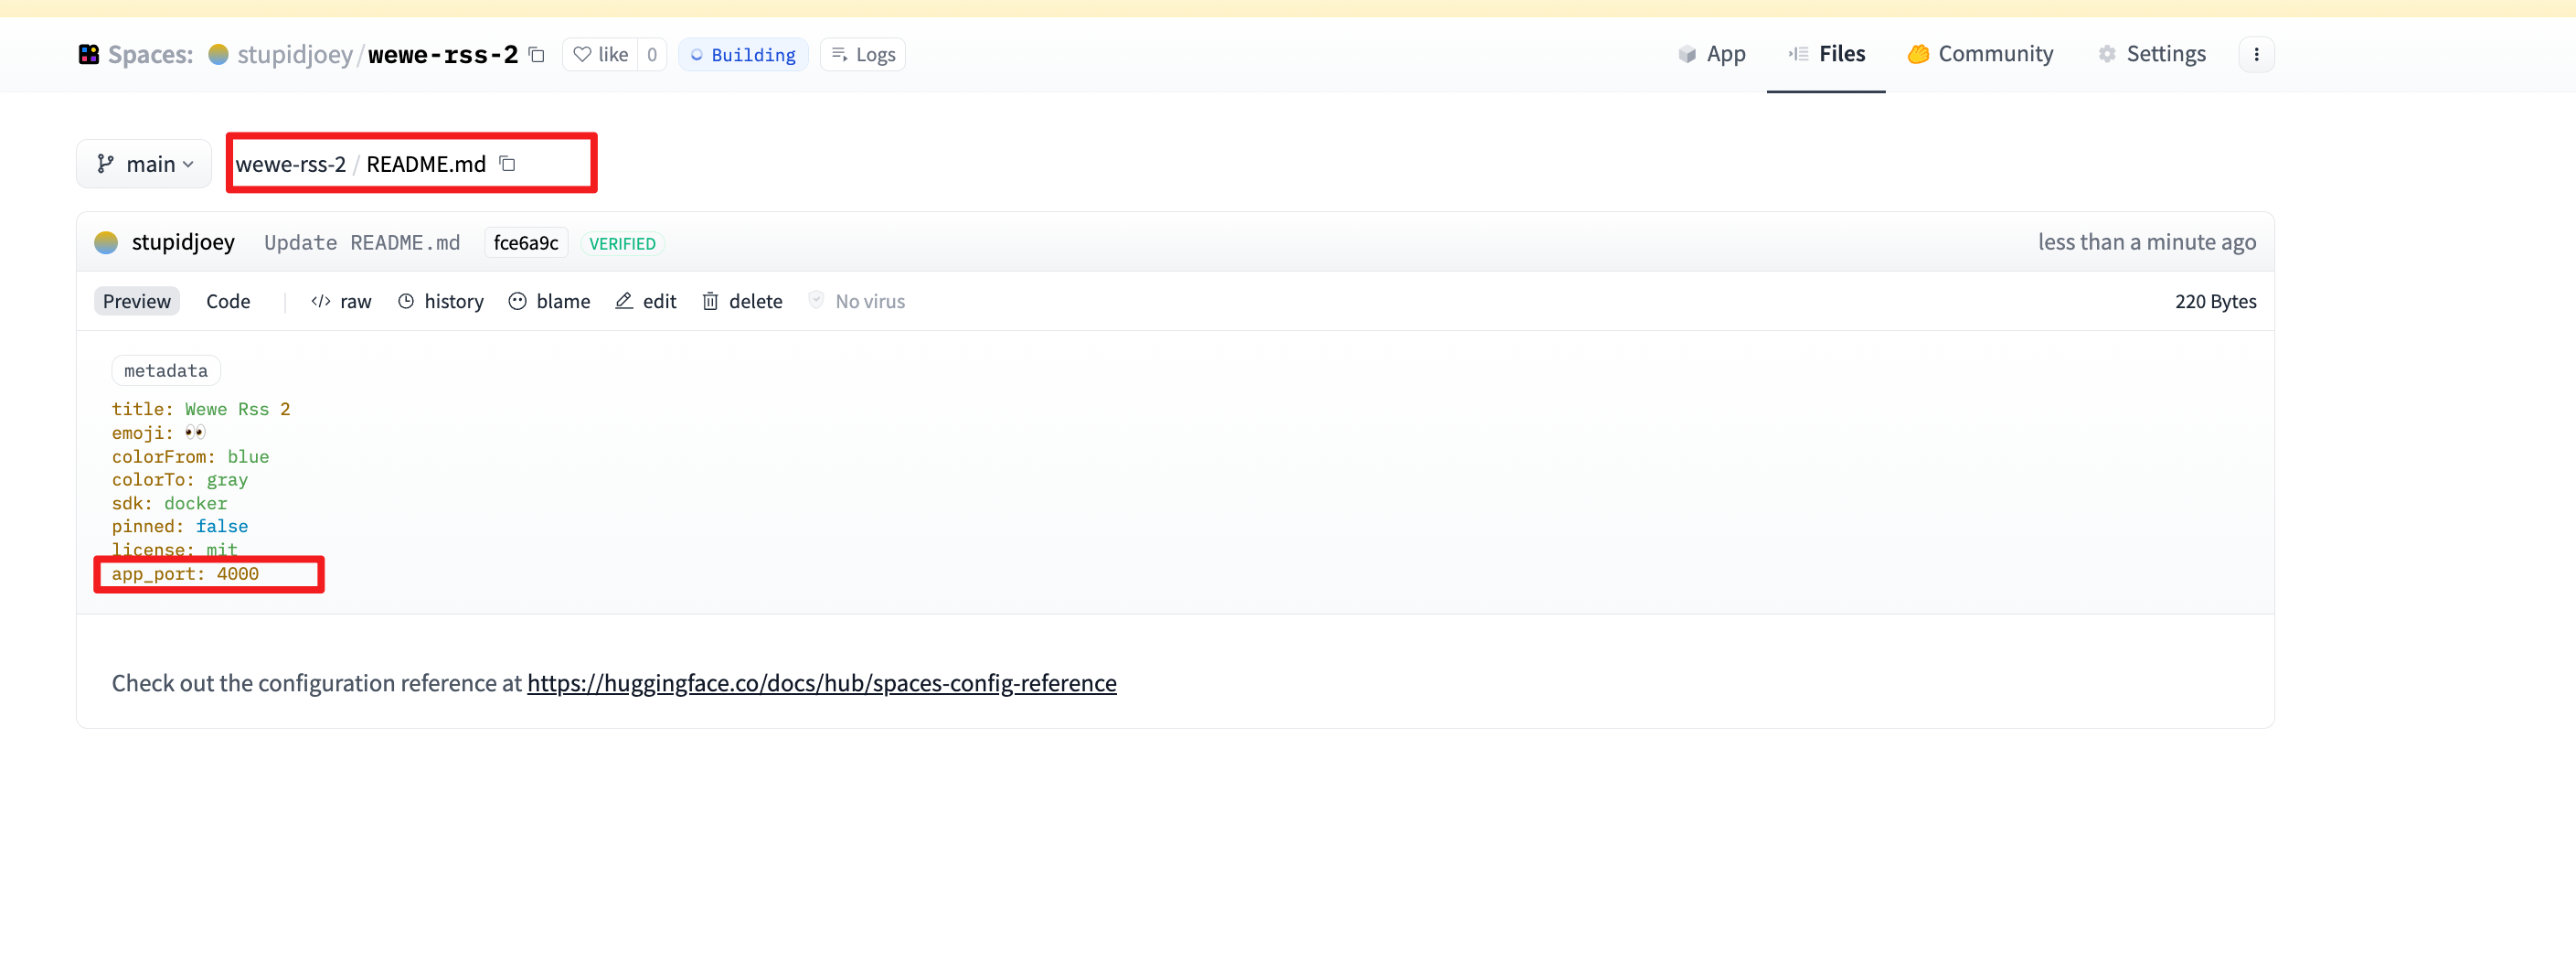 Spaces: stupidjoey/wewe-rss-2 like 0 Building Logs App Files Community Settings
main wewe-rss-2 / README.md
stupidjoey Update README.md fce6a9c VERIFIED less than a minute ago
Preview Code </> raw history blame edit delete No virus 220 Bytes
metadata
title: Wewe Rss 2
emoji: 👀
colorFrom: blue
colorTo: gray
sdk: docker
pinned: false
license: mit
app_port: 4000
Check out the configuration reference at https://huggingface.co/docs/hub/spaces-config-reference